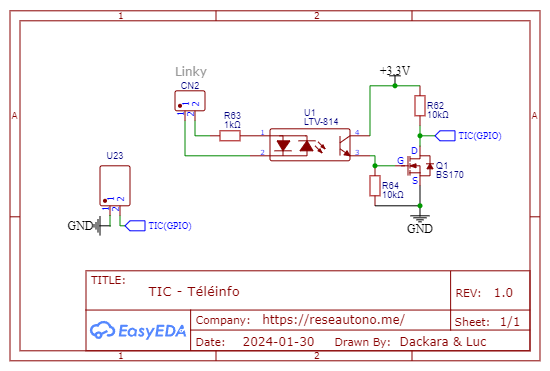 1
2
A
A
Linky
CN2
1
2
R63
1kΩ
U1
LTV-814
1
2
4
3
+3.3V
R62
10kΩ
TIC(GPIO)
D
G
S
Q1
BS170
R64
10kΩ
GND
U23
1
2
GND
TIC(GPIO)
TITLE:
TIC - Téléinfo
REV: 1.0
EasyEDA
Company: https://reseautono.me/
Sheet: 1/1
Date: 2024-01-30 Drawn By: Dackara & Luc
1
2